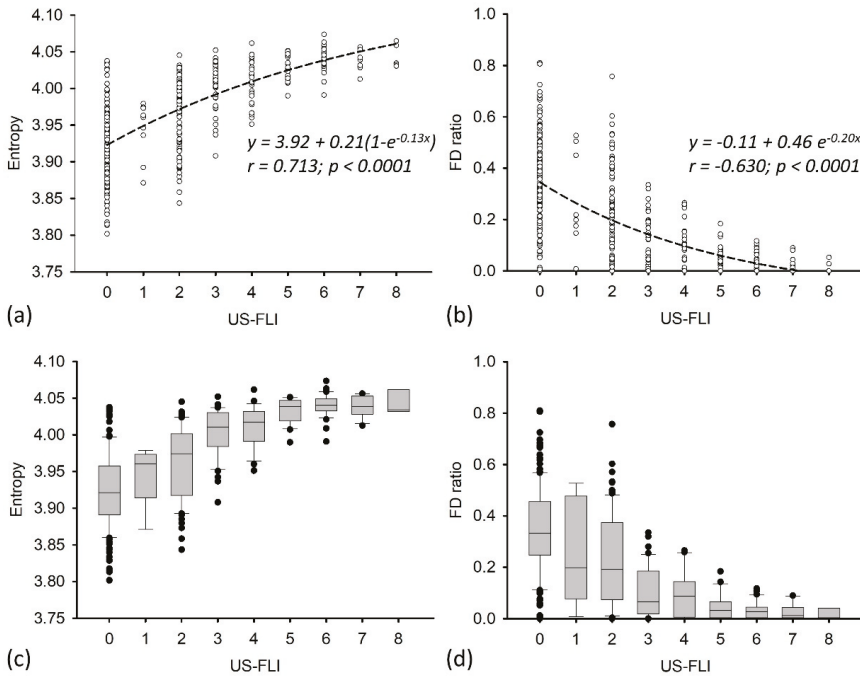 4.10
4.05
4.00
3.95
3.90
3.85
3.80
3.75
Entropy
y = 3.92 + 0.21(1-e^-0.13x)
r = 0.713; p < 0.0001
0 1 2 3 4 5 6 7 8
US-FLI
(a)
1.0
0.8
0.6
0.4
0.2
0.0
FD ratio
y = -0.11 + 0.46 e^-0.20x
r = -0.630; p < 0.0001
0 1 2 3 4 5 6 7 8
US-FLI
(b)
4.10
4.05
4.00
3.95
3.90
3.85
3.80
3.75
Entropy
0 1 2 3 4 5 6 7 8
US-FLI
(c)
1.0
0.8
0.6
0.4
0.2
0.0
FD ratio
0 1 2 3 4 5 6 7 8
US-FLI
(d)